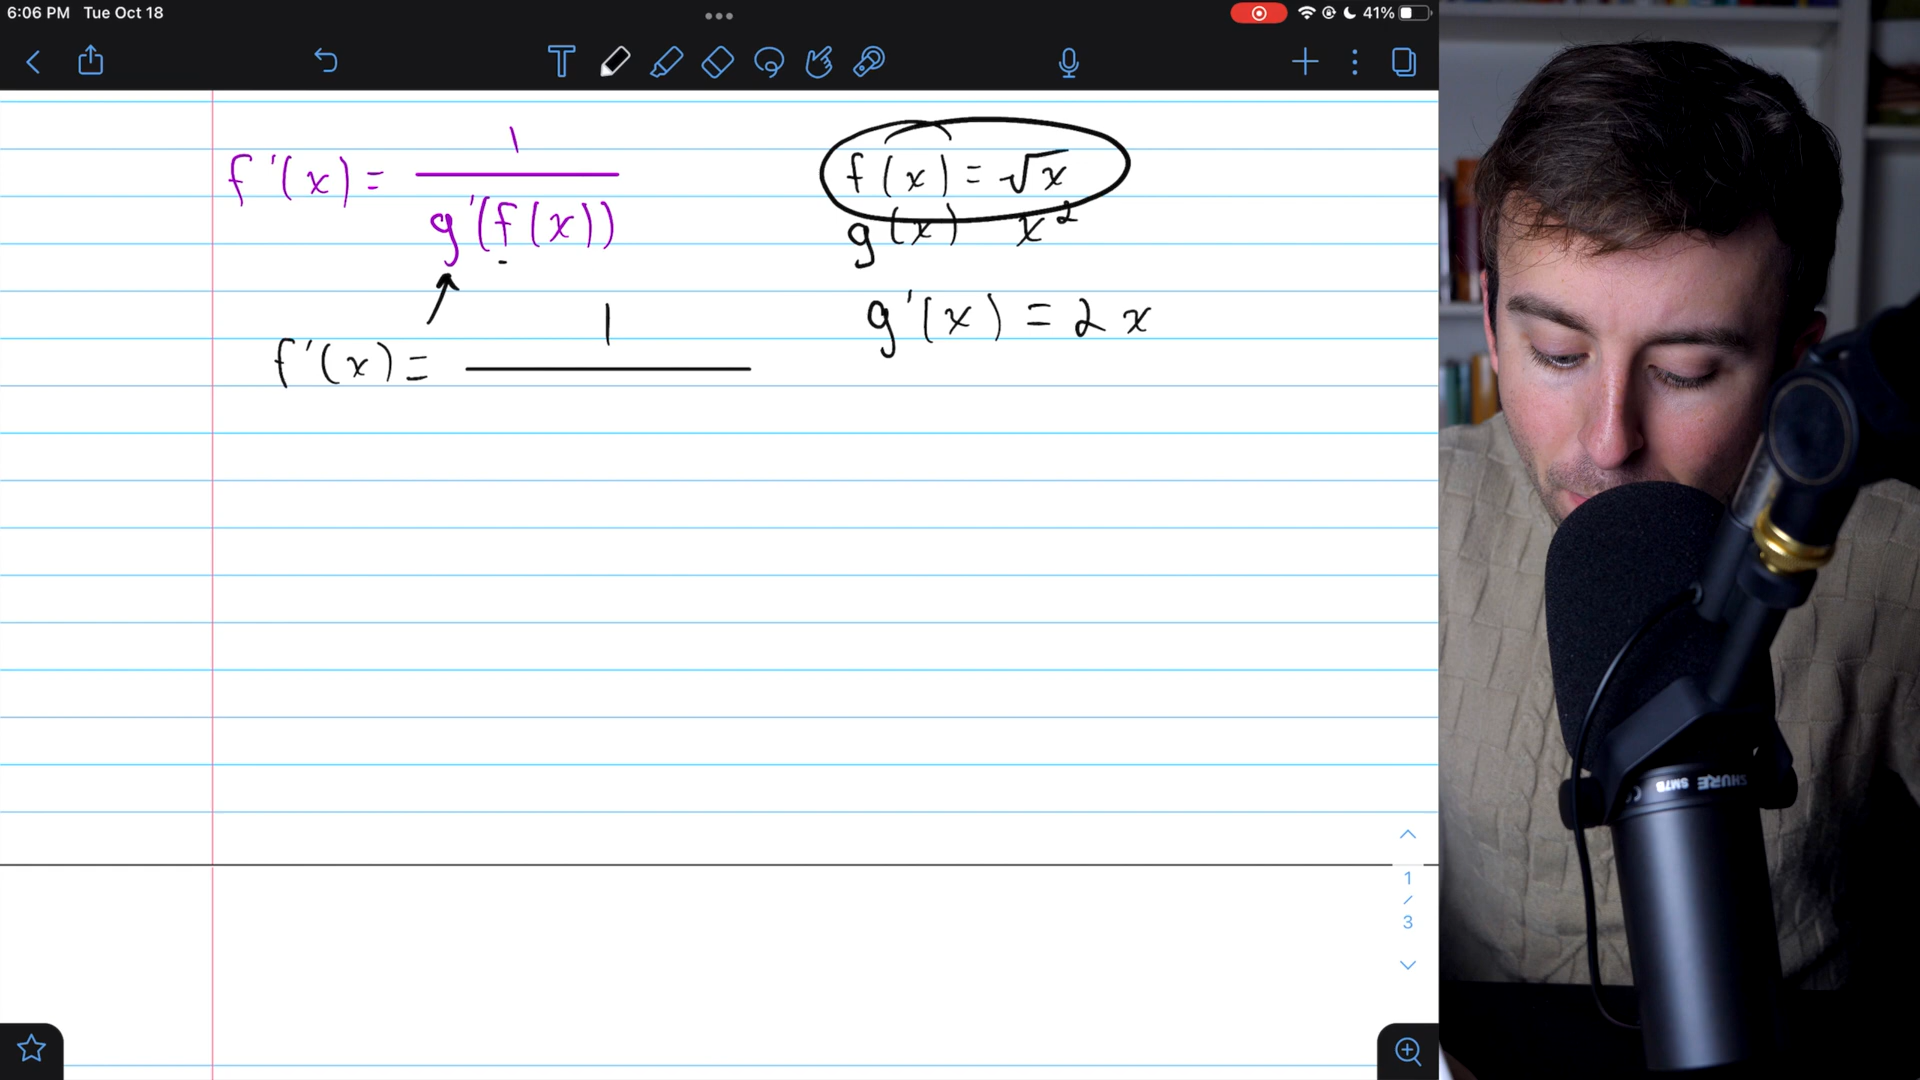 6:06 PM Tue Oct 18
41%
f'(x) = 1 / g'(f(x))
f(x) = √x
g(x) x²
g'(x) = 2x
f'(x) = 1
1 / 3
SHURE SM7B